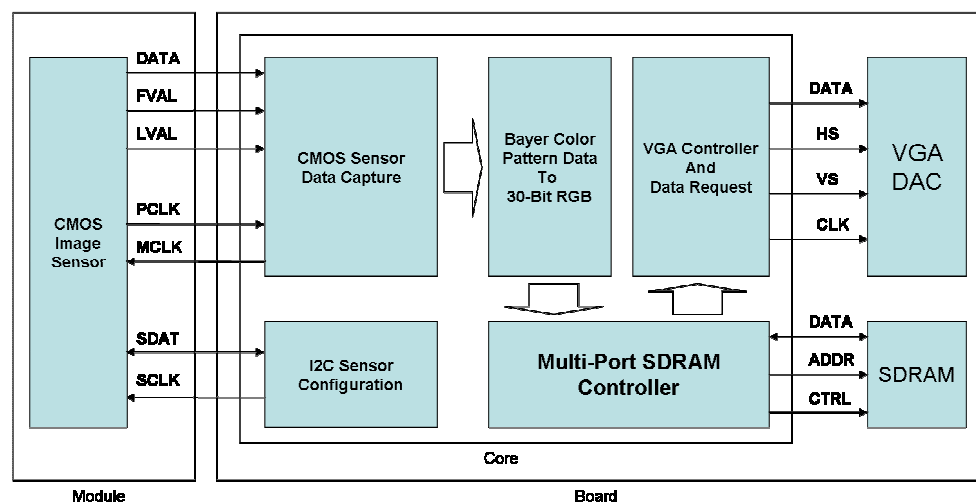 DATA
FVAL
LVAL
PCLK
MCLK
SDAT
SCLK
CMOS
Image
Sensor
CMOS Sensor
Data Capture
Bayer Color
Pattern Data
To
30-Bit RGB
VGA Controller
And
Data Request
DATA
HS
VS
CLK
VGA
DAC
I2C Sensor
Configuration
Multi-Port SDRAM
Controller
DATA
ADDR
CTRL
SDRAM
Core
Module
Board